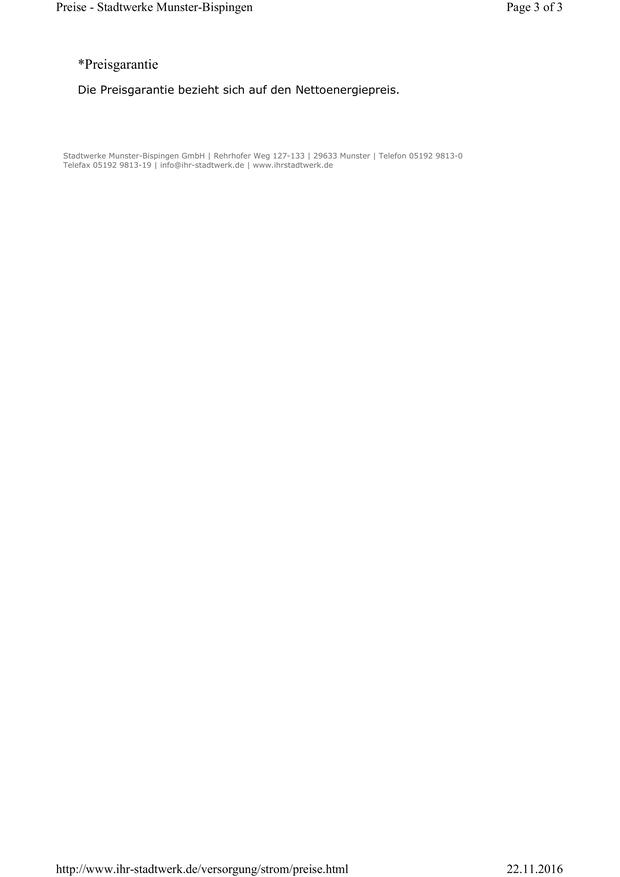 Preise - Stadtwerke Munster-Bispingen Page 3 of 3
*Preisgarantie
Die Preisgarantie bezieht sich auf den Nettoenergiepreis.
Stadtwerke Munster-Bispingen GmbH | Rehrhofer Weg 127-133 | 29633 Munster | Telefon 05192 9813-0
Telefax 05192 9813-19 | info@ihr-stadtwerk.de | www.ihrstadtwerk.de
http://www.ihr-stadtwerk.de/versorgung/strom/preise.html 22.11.2016